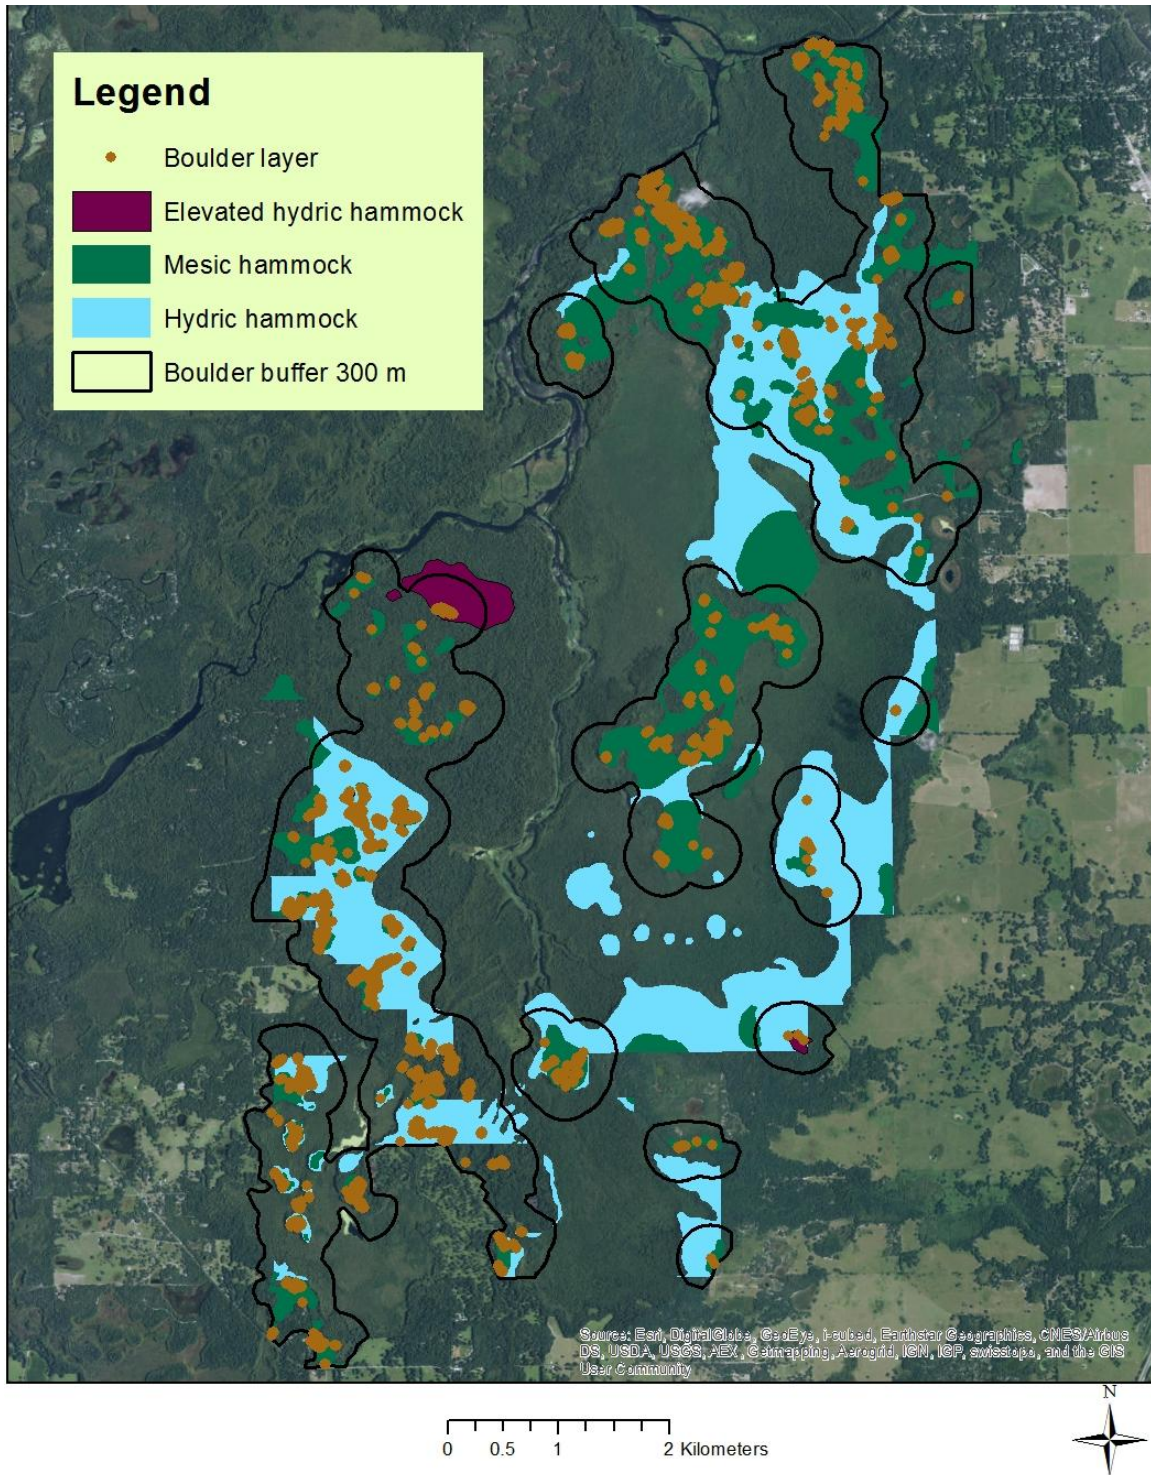 Legend
Boulder layer
Elevated hydric hammock
Mesic hammock
Hydric hammock
Boulder buffer 300 m
Source: Esri, DigitalGlobe, GeoEye, i-cubed, Earthstar Geographics, CNES/Airbus
DS, USDA, USGS, AEX, Getmapping, Aerogrid, IGN, IGP, swisstopo, and the GIS
User Community
N
0 0.5 1 2 Kilometers